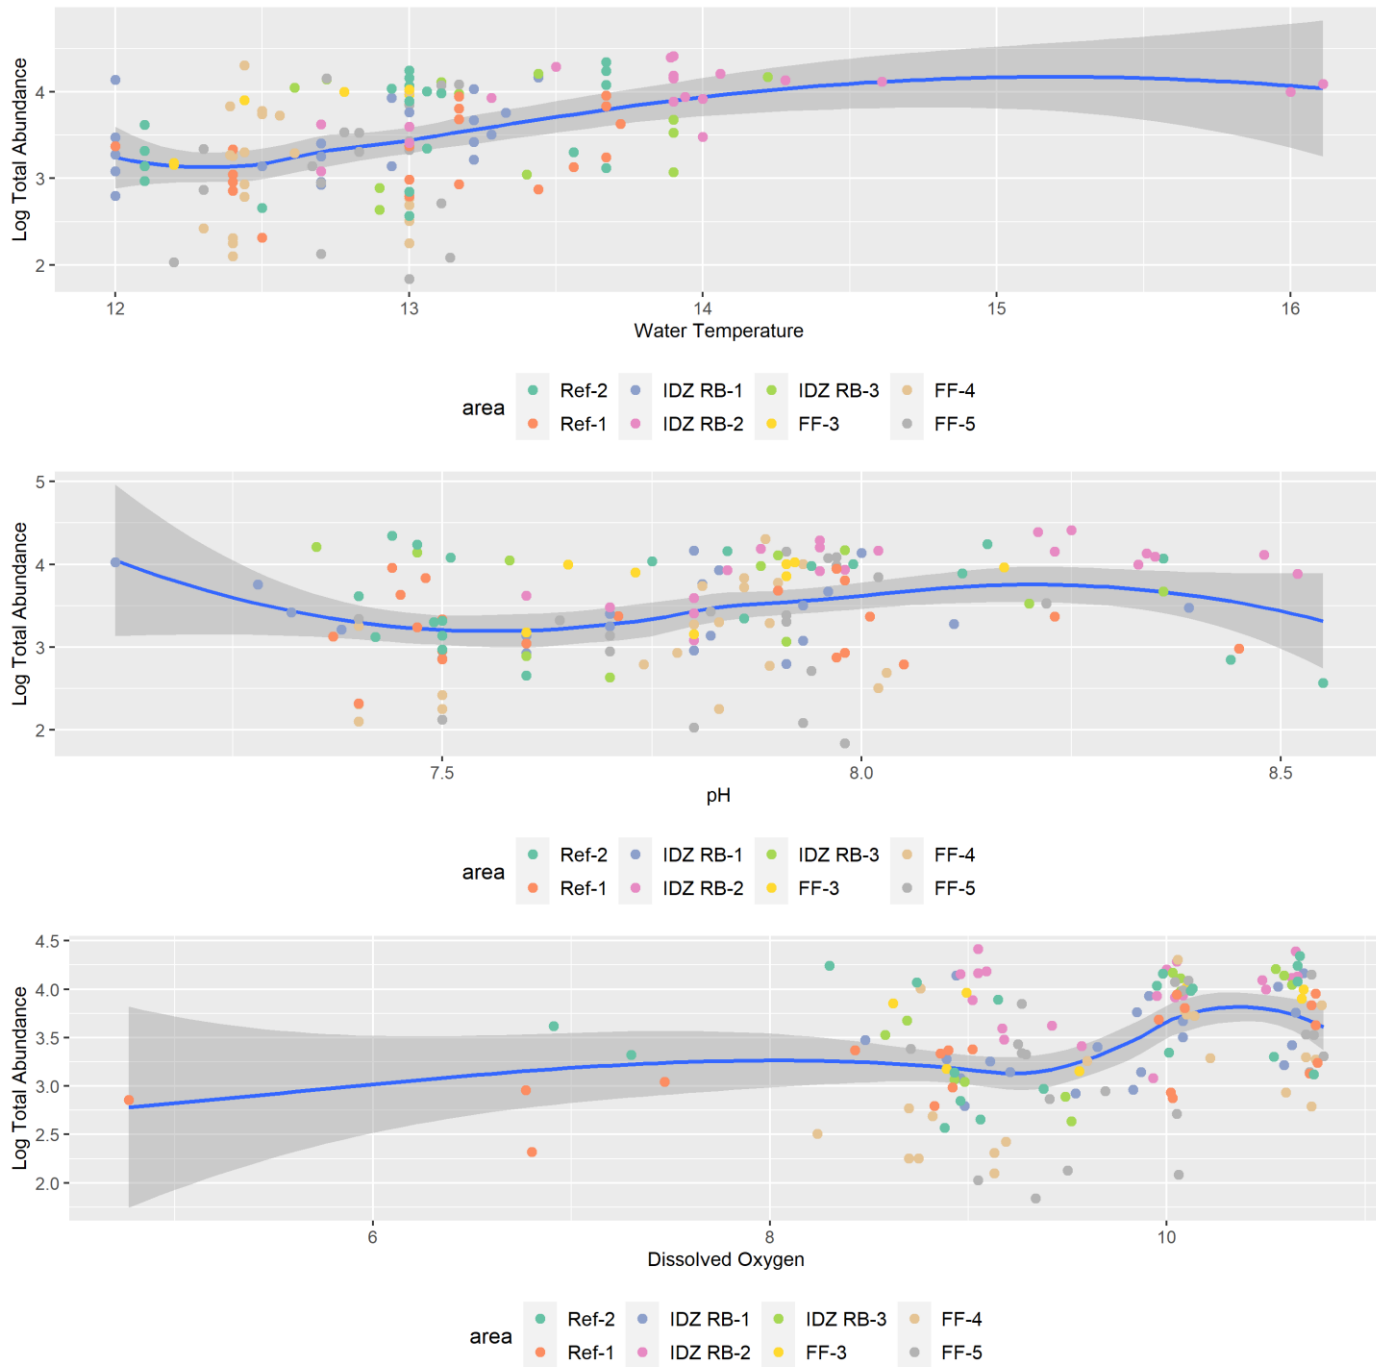 Log Total Abundance
4
3
2
12 13 14 15 16
Water Temperature
area
Ref-2 IDZ RB-1 IDZ RB-3 FF-4
Ref-1 IDZ RB-2 FF-3 FF-5
Log Total Abundance
5
4
3
2
7.5 8.0 8.5
pH
area
Ref-2 IDZ RB-1 IDZ RB-3 FF-4
Ref-1 IDZ RB-2 FF-3 FF-5
Log Total Abundance
4.5
4.0
3.5
3.0
2.5
2.0
6 8 10
Dissolved Oxygen
area
Ref-2 IDZ RB-1 IDZ RB-3 FF-4
Ref-1 IDZ RB-2 FF-3 FF-5